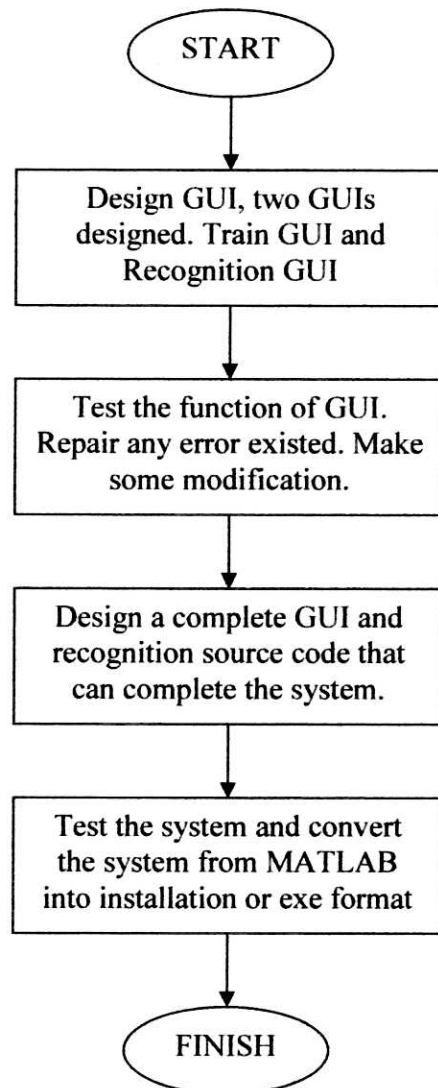 START
Design GUI, two GUIs
designed. Train GUI and
Recognition GUI
Test the function of GUI.
Repair any error existed. Make
some modification.
Design a complete GUI and
recognition source code that
can complete the system.
Test the system and convert
the system from MATLAB
into installation or exe format
FINISH